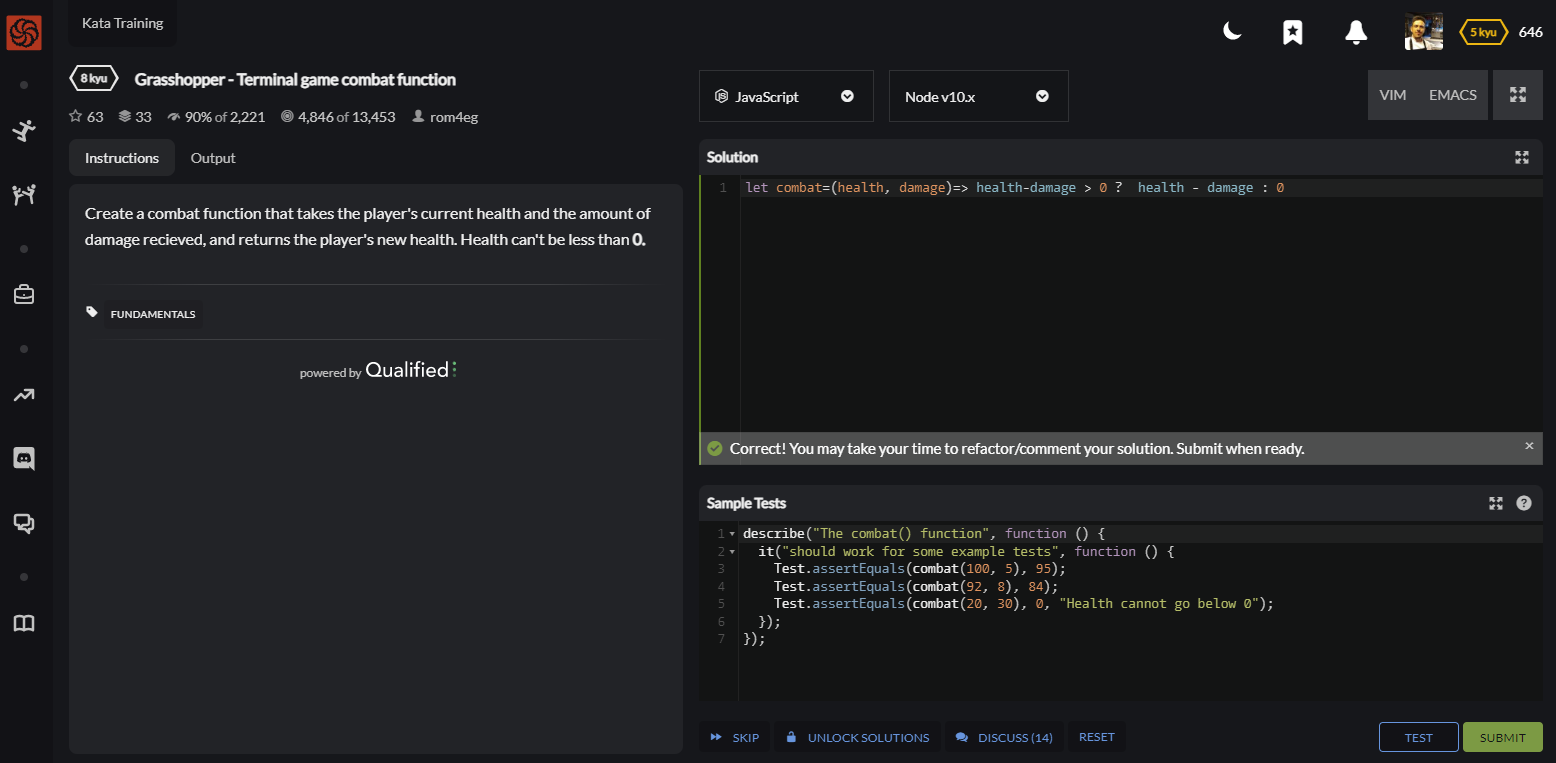 Kata Training
5 kyu 646
8 kyu Grasshopper - Terminal game combat function
63 33 90% of 2,221 4,846 of 13,453 rom4eg
Instructions Output
Create a combat function that takes the player's current health and the amount of
damage recieved, and returns the player's new health. Health can't be less than 0.
FUNDAMENTALS
powered by Qualified
JavaScript Node v10.x VIM EMACS
Solution
1 let combat=(health, damage)=> health-damage > 0 ?  health - damage : 0
Correct! You may take your time to refactor/comment your solution. Submit when ready. ×
Sample Tests
1 describe("The combat() function", function () {
2 it("should work for some example tests", function () {
3 Test.assertEquals(combat(100, 5), 95);
4 Test.assertEquals(combat(92, 8), 84);
5 Test.assertEquals(combat(20, 30), 0, "Health cannot go below 0");
6 });
7 });
SKIP UNLOCK SOLUTIONS DISCUSS (14) RESET TEST SUBMIT